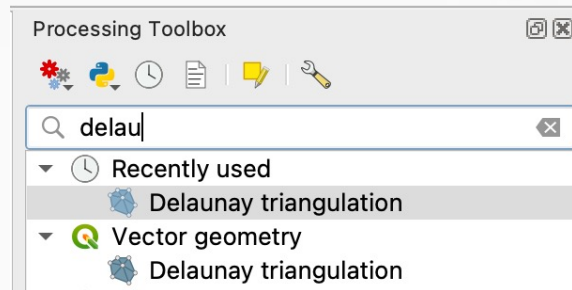 Processing Toolbox
delau
Recently used
Delaunay triangulation
Vector geometry
Delaunay triangulation